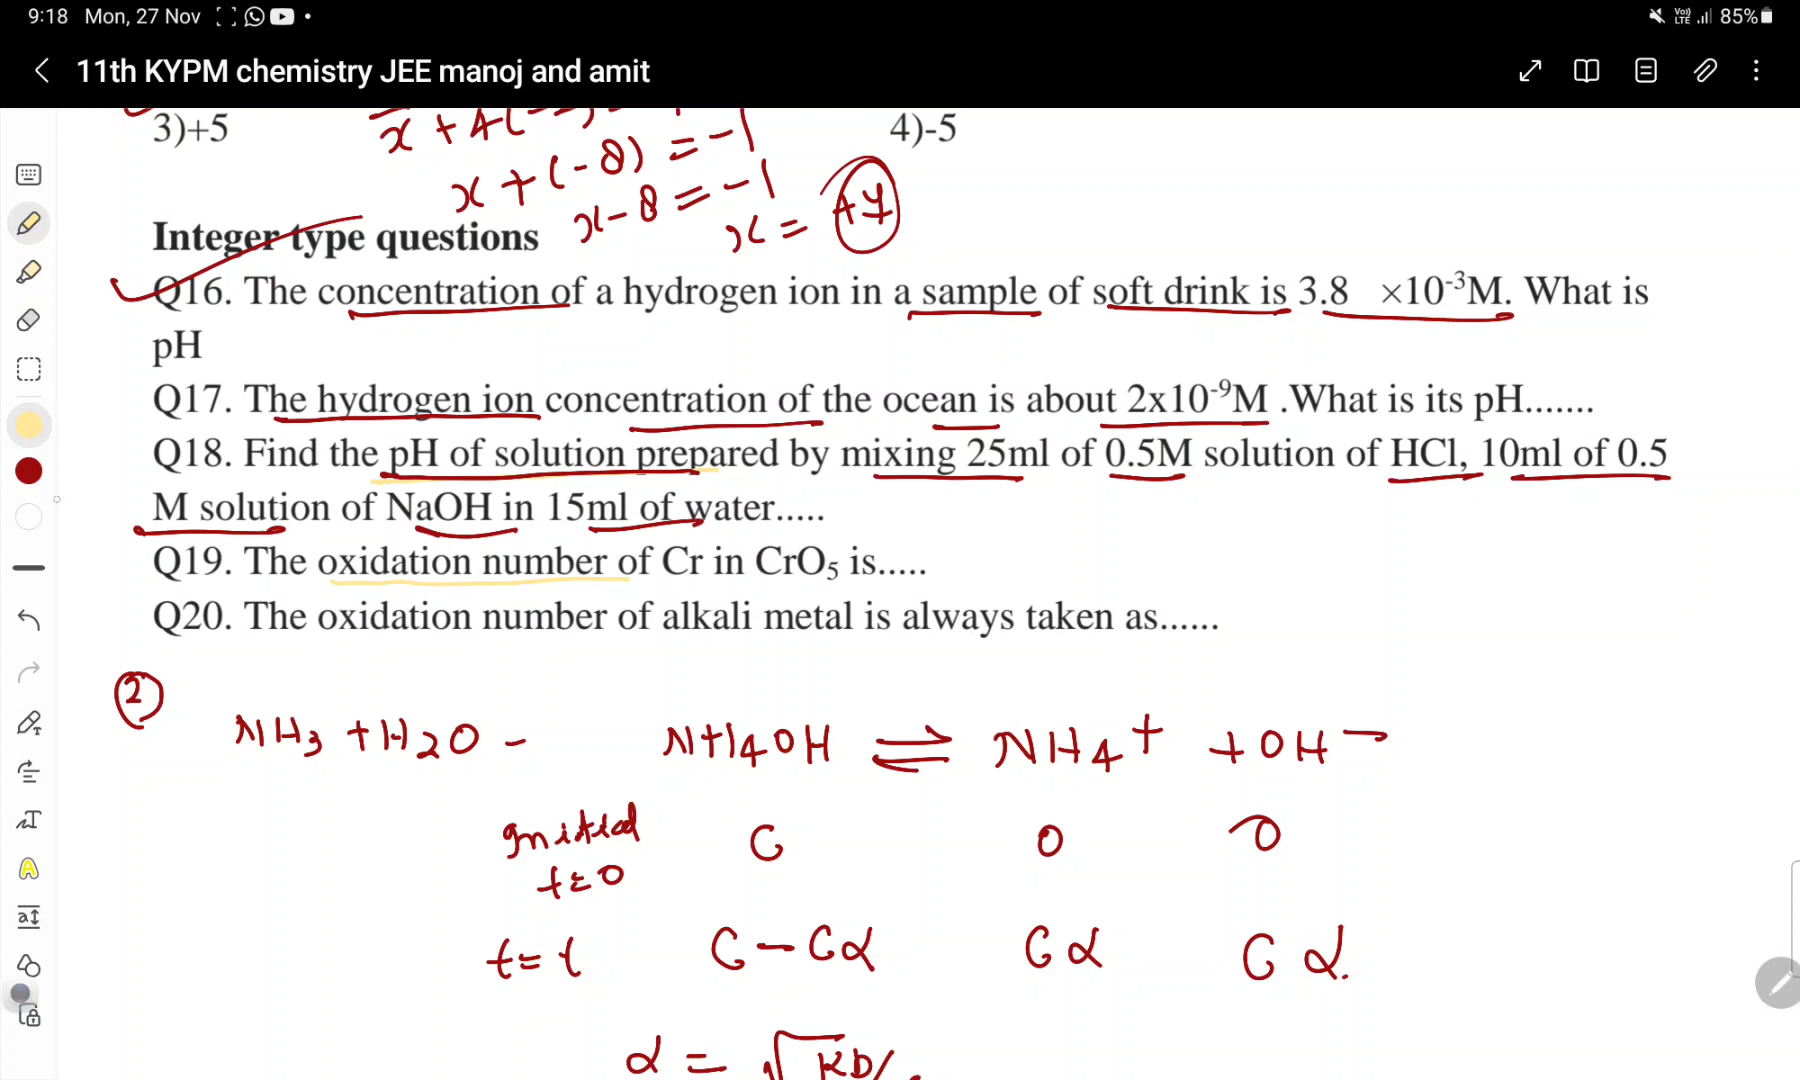 9:18 Mon, 27 Nov
Vo)) LTE 85%
11th KYPM chemistry JEE manoj and amit
3)+5
x + 4(
4)-5
x + (-8) = -1
x - 8 = -1
x =
Integer type questions
Q16. The concentration of a hydrogen ion in a sample of soft drink is 3.8 ×10⁻³M. What is
pH
Q17. The hydrogen ion concentration of the ocean is about 2x10⁻⁹M .What is its pH.......
Q18. Find the pH of solution prepared by mixing 25ml of 0.5M solution of HCl, 10ml of 0.5
M solution of NaOH in 15ml of water.....
Q19. The oxidation number of Cr in CrO₅ is.....
Q20. The oxidation number of alkali metal is always taken as......
②
NH3 + H2O - NH4OH ⇌ NH4+ + OH-
Initial C 0 0
t=0
t=t C-Cα Cα Cα.
α = √Kb/